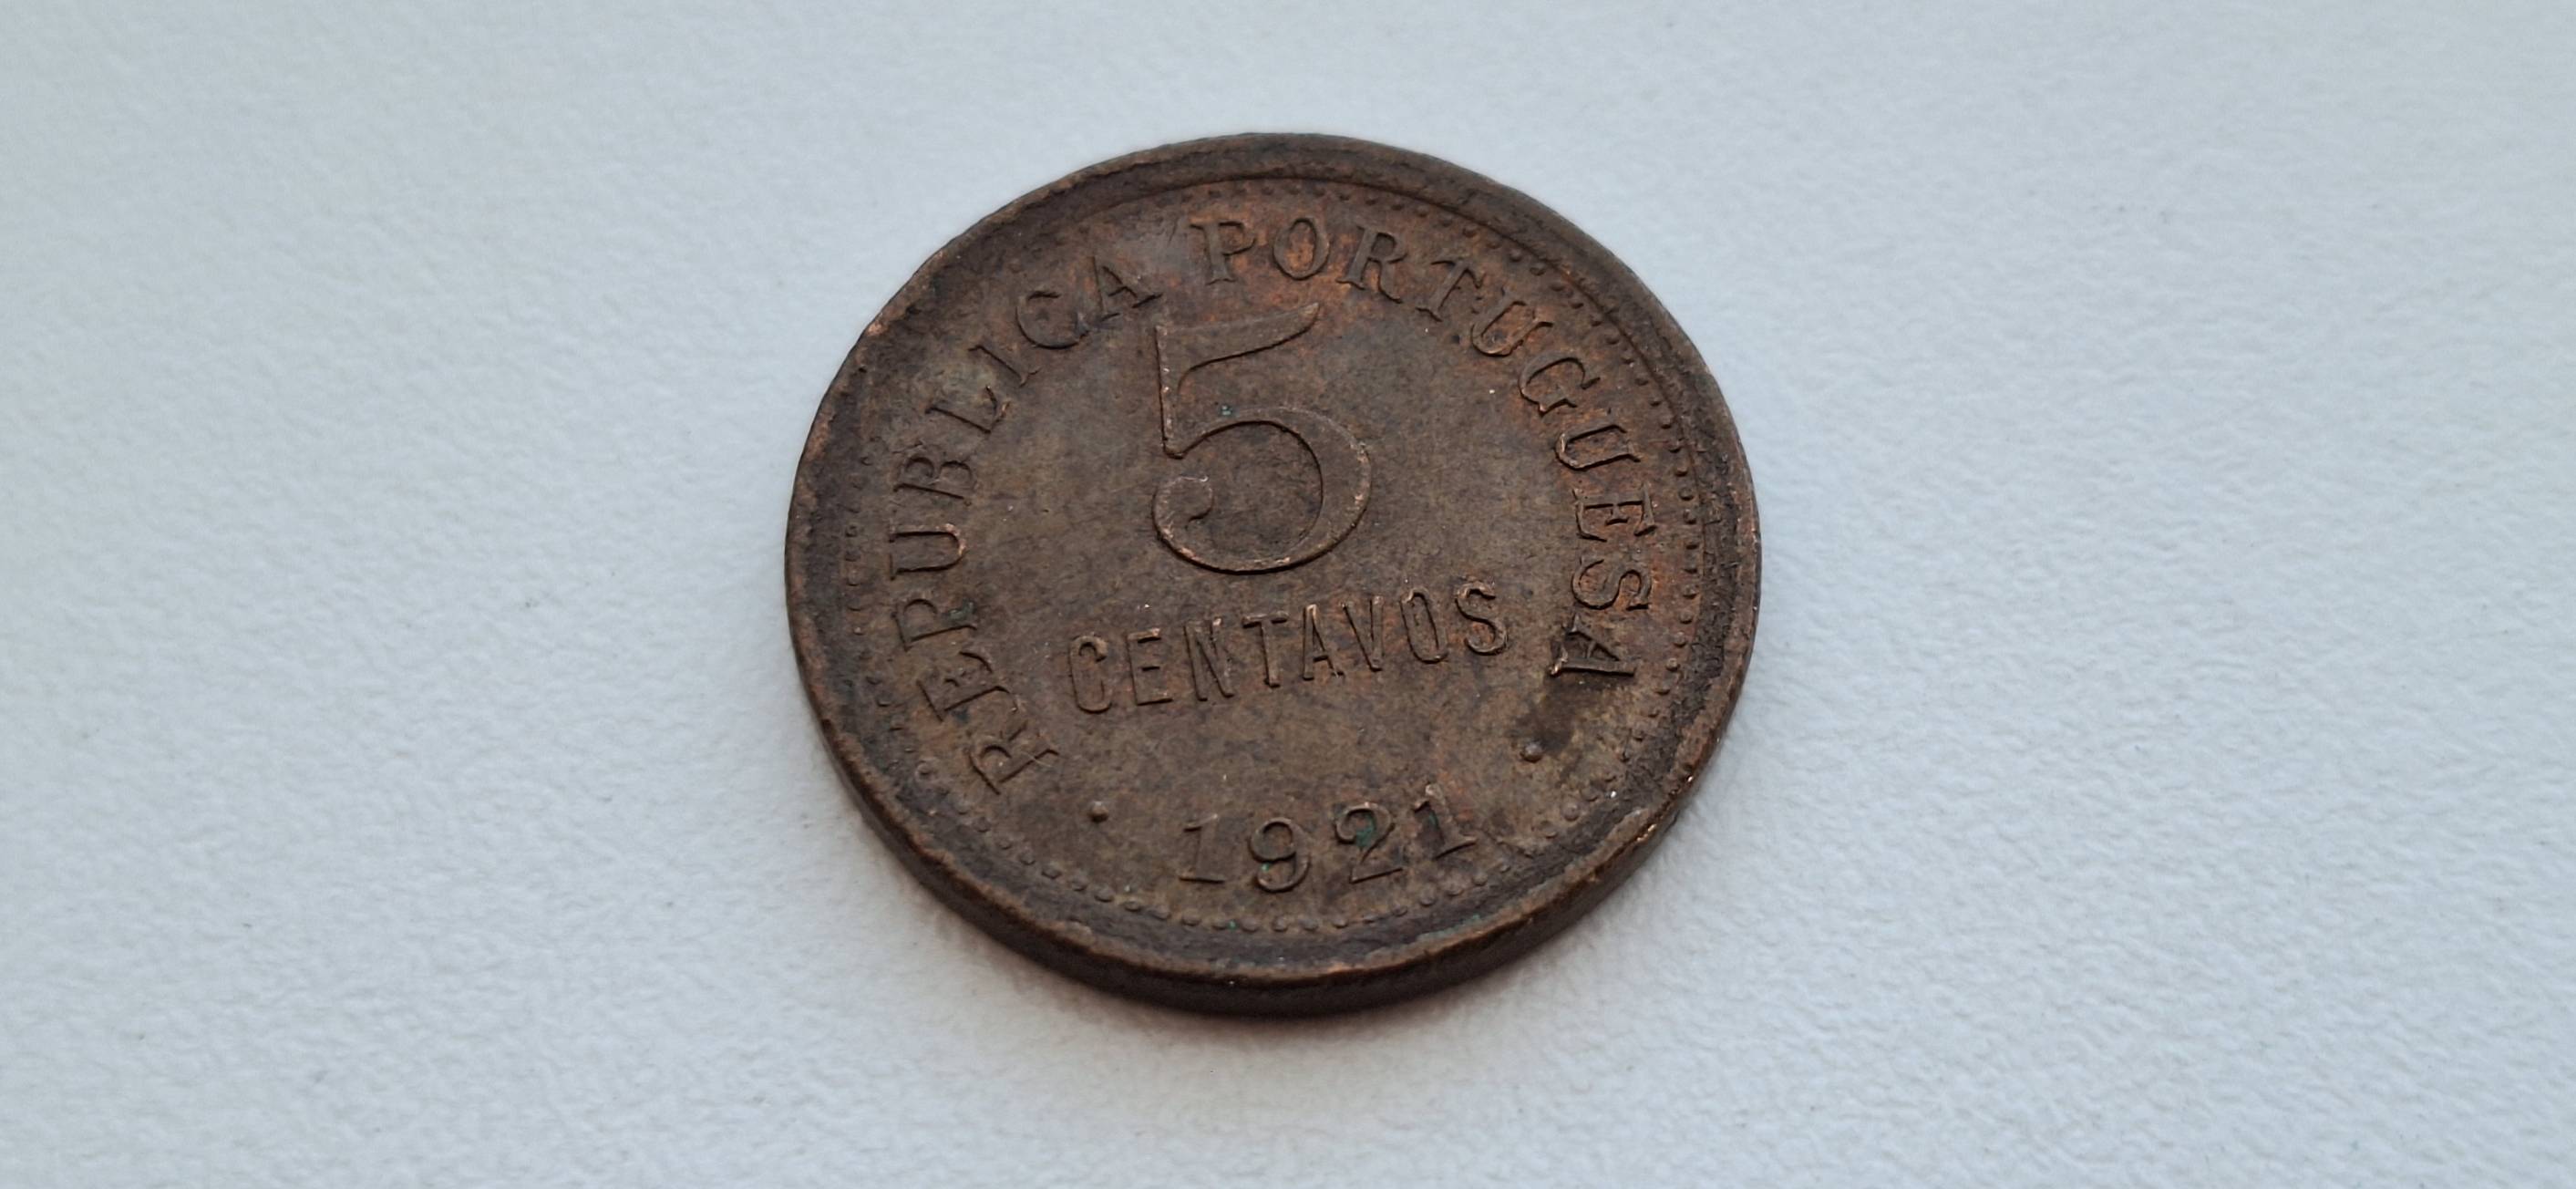 REPUBLICA PORTUGUESA
5
CENTAVOS
· 1921 ·